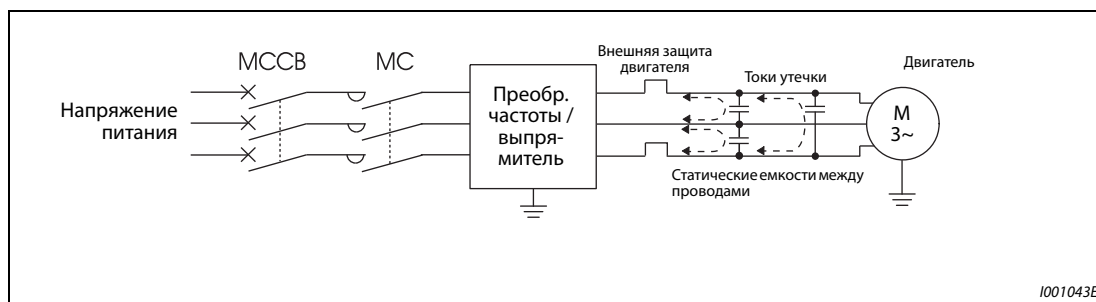 MCCB
MC
Внешняя защита
двигателя
Токи утечки
Двигатель
Напряжение
питания
Преобр.
частоты /
выпря-
митель
M
3~
Статические емкости между
проводами
I001043E